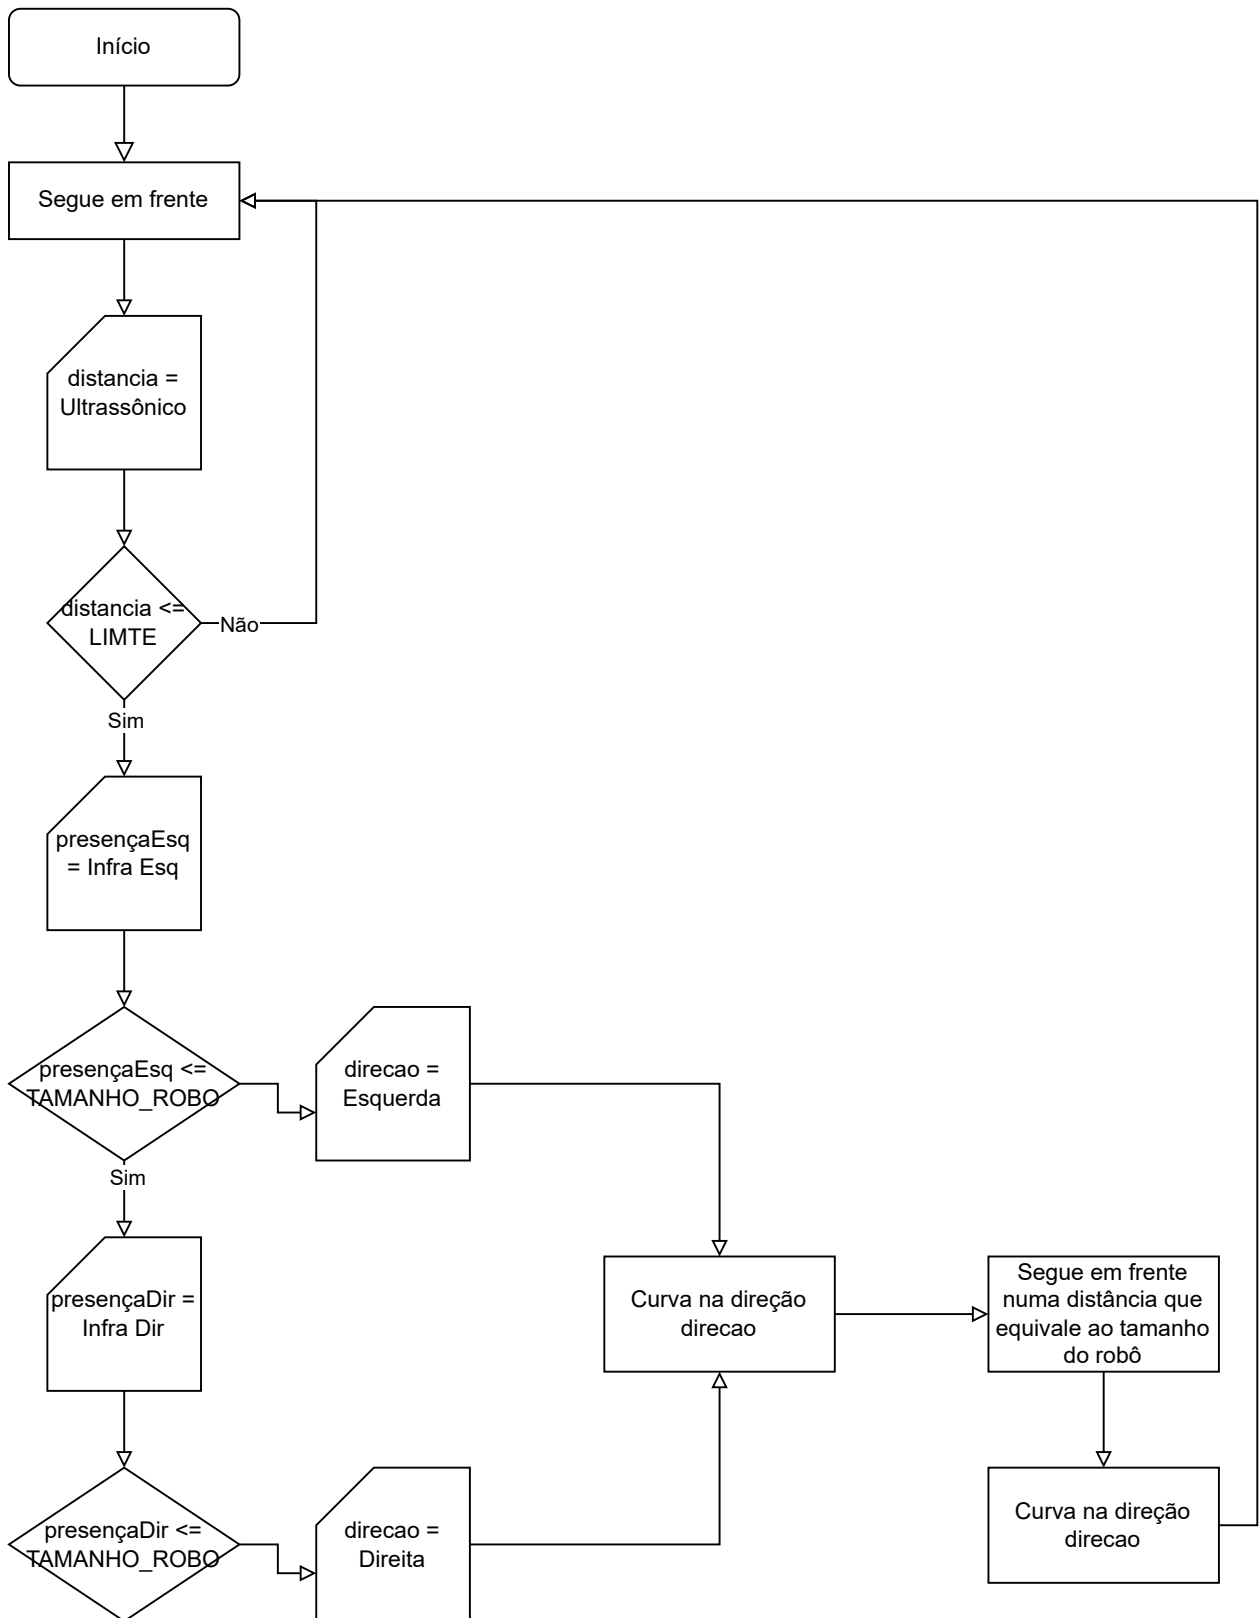 Início
Segue em frente
distancia =
Ultrassônico
distancia <=
LIMTE
Não
Sim
presençaEsq
= Infra Esq
presençaEsq <=
TAMANHO_ROBO
direcao =
Esquerda
Sim
presençaDir =
Infra Dir
Curva na direção
direcao
Segue em frente
numa distância que
equivale ao tamanho
do robô
presençaDir <=
TAMANHO_ROBO
direcao =
Direita
Curva na direção
direcao